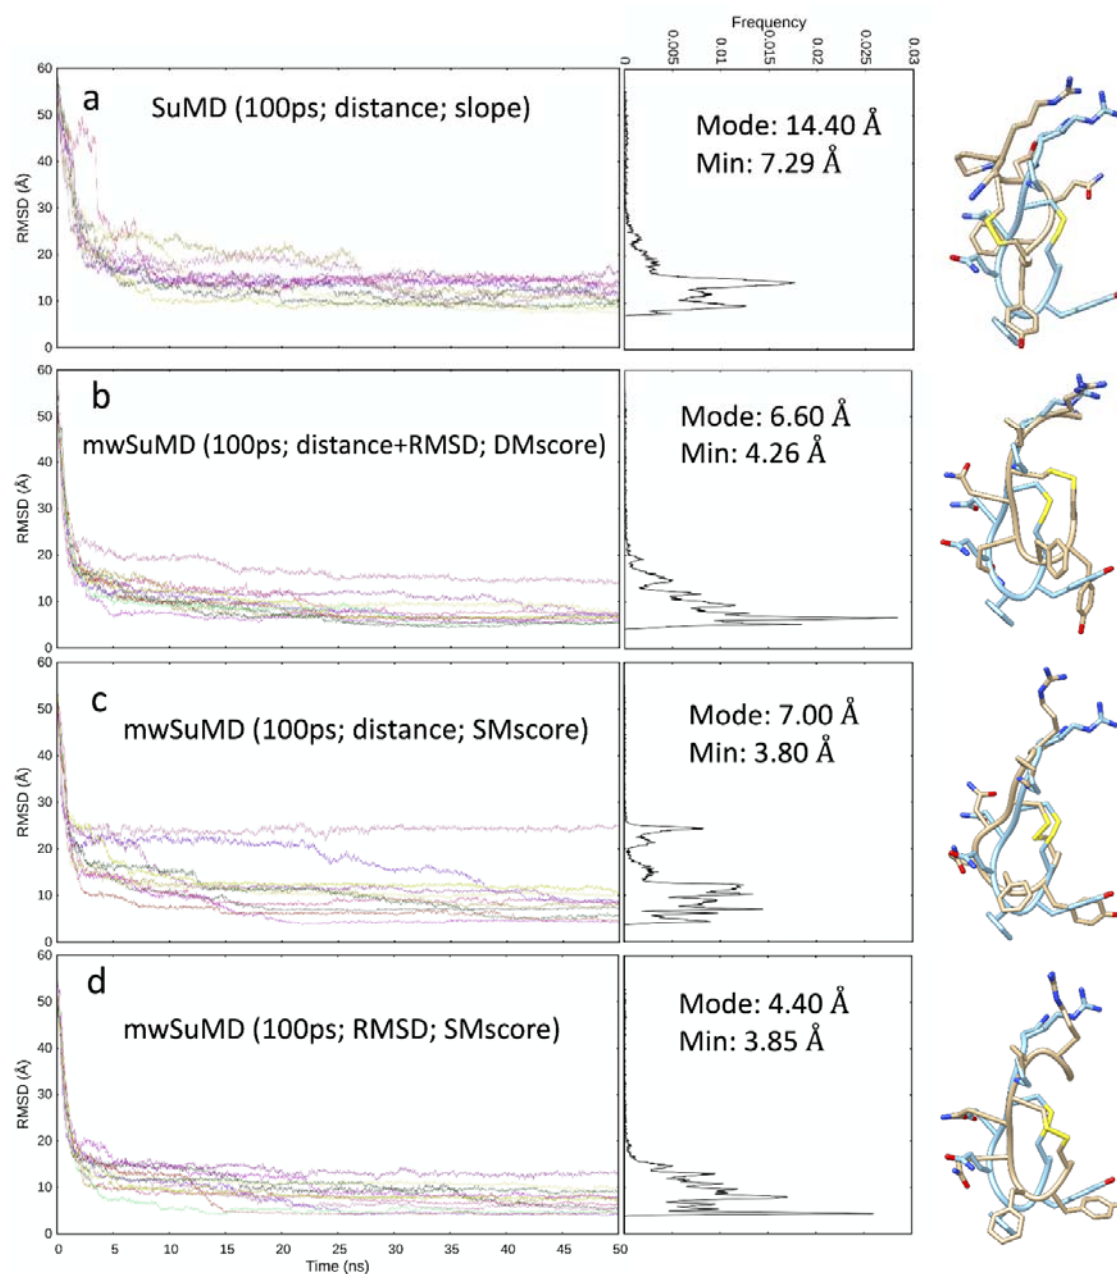 Frequency
0
0.005
0.01
0.015
0.02
0.025
0.03
60
50
40
30
20
10
0
RMSD (Å)
a
SuMD (100ps; distance; slope)
Mode: 14.40 Å
Min: 7.29 Å
60
50
40
30
20
10
0
RMSD (Å)
b
mwSuMD (100ps; distance+RMSD; DMscore)
Mode: 6.60 Å
Min: 4.26 Å
60
50
40
30
20
10
0
RMSD (Å)
c
mwSuMD (100ps; distance; SMscore)
Mode: 7.00 Å
Min: 3.80 Å
60
50
40
30
20
10
0
RMSD (Å)
d
mwSuMD (100ps; RMSD; SMscore)
Mode: 4.40 Å
Min: 3.85 Å
0 5 10 15 20 25 30 35 40 45 50
Time (ns)